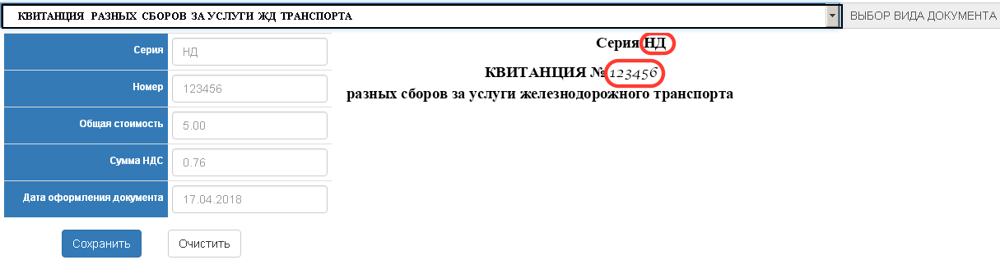 КВИТАНЦИЯ РАЗНЫХ СБОРОВ ЗА УСЛУГИ ЖД ТРАНСПОРТА
ВЫБОР ВИДА ДОКУМЕНТА
Серия НД
Номер 123456
Общая стоимость 5.00
Сумма НДС 0.76
Дата оформления документа 17.04.2018
Сохранить Очистить
Серия НД
КВИТАНЦИЯ № 123456
разных сборов за услуги железнодорожного транспорта